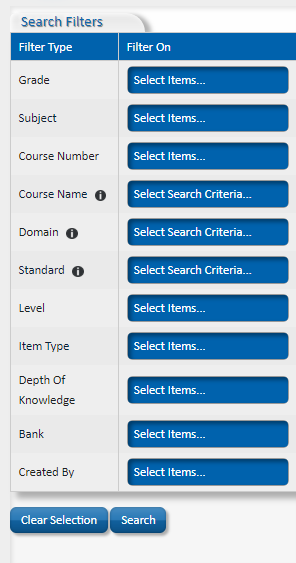 Search Filters
Filter Type Filter On
Grade Select Items...
Subject Select Items...
Course Number Select Items...
Course Name Select Search Criteria...
Domain Select Search Criteria...
Standard Select Search Criteria...
Level Select Items...
Item Type Select Items...
Depth Of
Knowledge Select Items...
Bank Select Items...
Created By Select Items...
Clear Selection Search